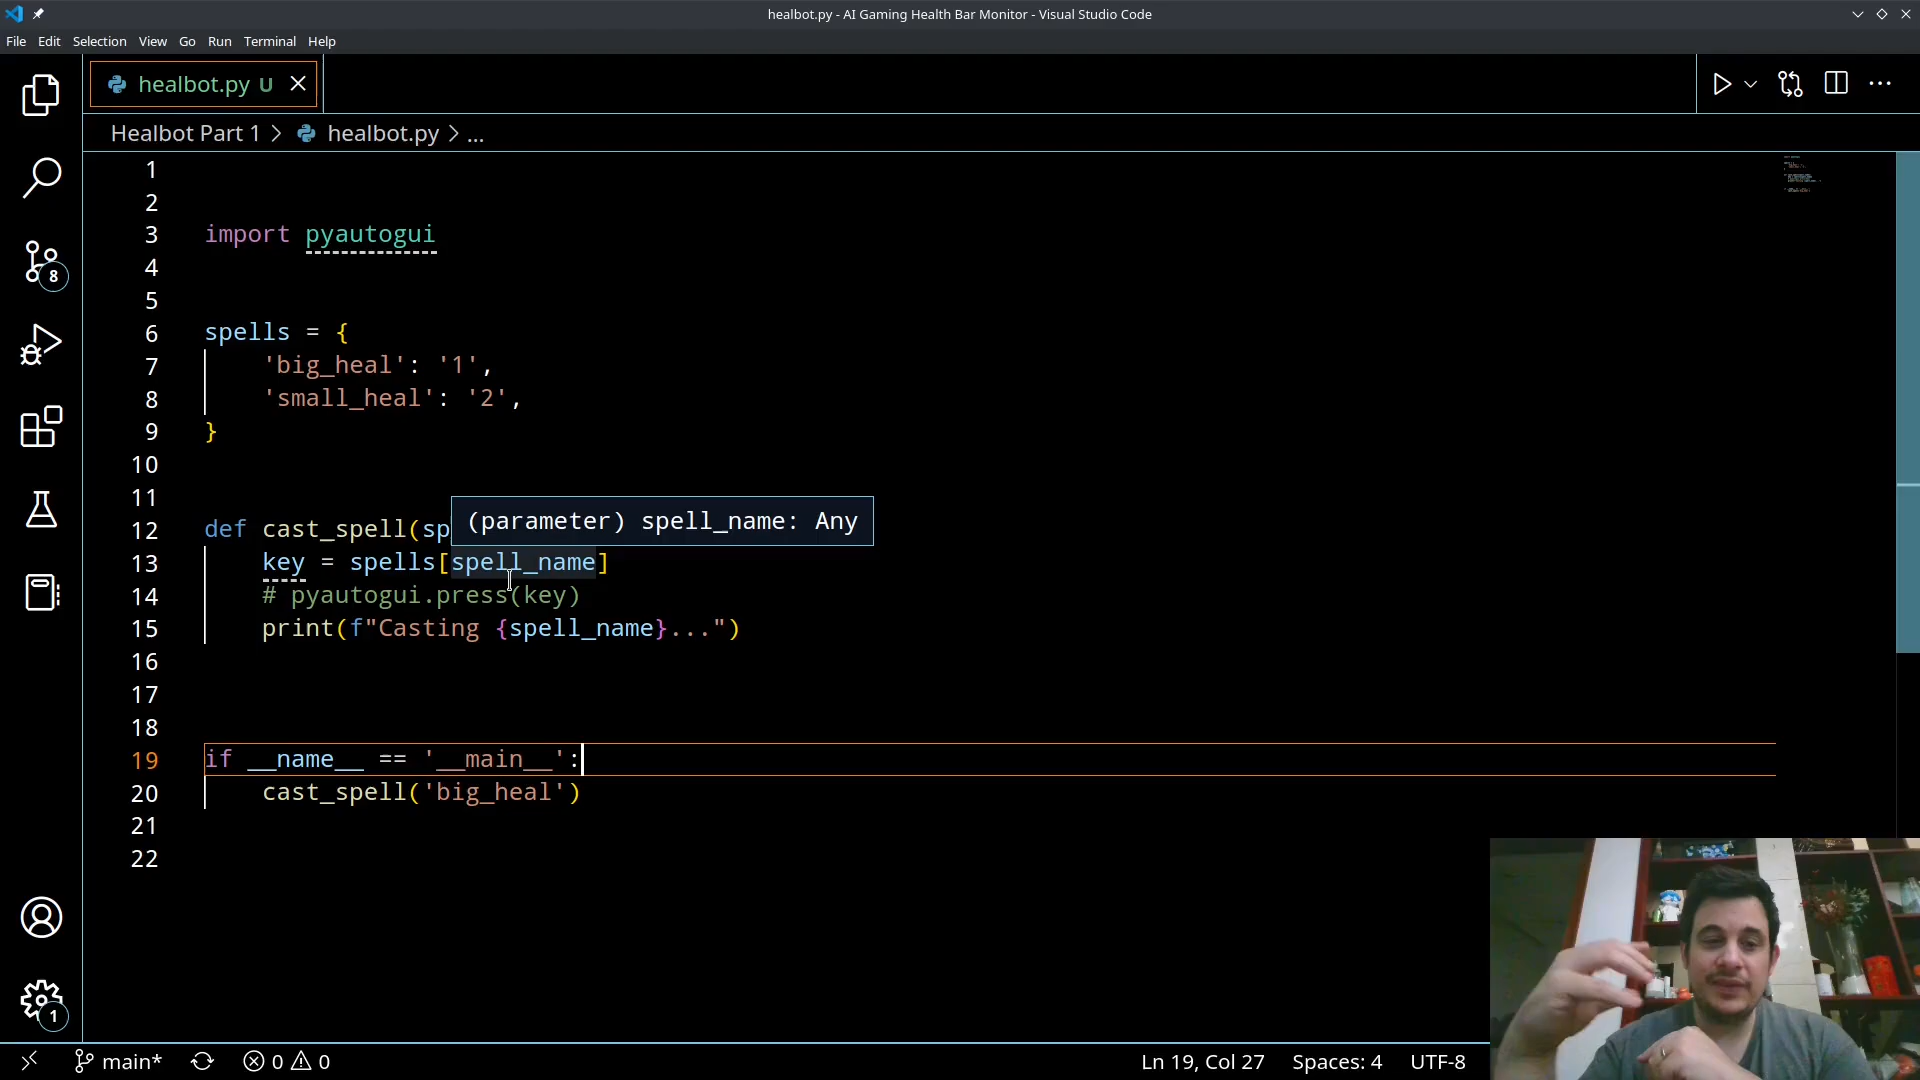 healbot.py - AI Gaming Health Bar Monitor - Visual Studio Code
File Edit Selection View Go Run Terminal Help
healbot.py U
Healbot Part 1 > healbot.py > ...
1
2
3 import pyautogui
4
5
6 spells = {
7 'big_heal': '1',
8 'small_heal': '2',
9 }
10
11
(parameter) spell_name: Any
12 def cast_spell(sp
13 key = spells[spell_name]
14 # pyautogui.press(key)
15 print(f"Casting {spell_name}...")
16
17
18
19 if __name__ == '__main__':
20 cast_spell('big_heal')
21
22
8
1
main* 0 0 Ln 19, Col 27 Spaces: 4 UTF-8